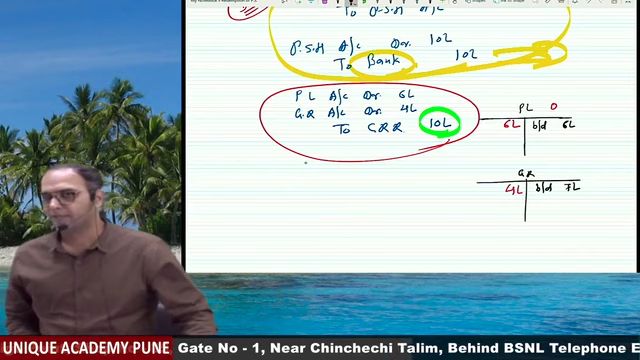 To P.S.H A/c
P.S.H A/c Dr. 10L
To Bank 10L
PL A/c Dr. 6L
G.R A/c Dr. 4L
To CRR 10L
PL 0
6L b/d 6L
GR
4L b/d 7L
UNIQUE ACADEMY PUNE Gate No - 1, Near Chinchechi Talim, Behind BSNL Telephone E